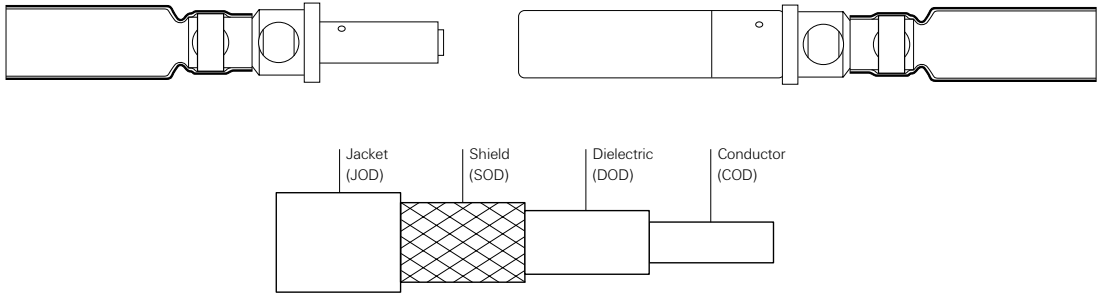 Jacket
(JOD)
Shield
(SOD)
Dielectric
(DOD)
Conductor
(COD)